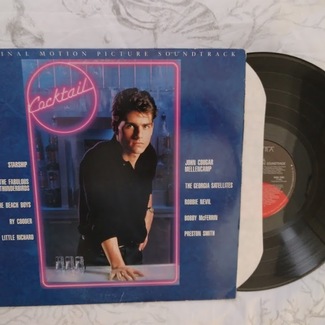 INAL MOTION PICTURE SOUNDTRACK
Cocktail
STARSHIP
THE FABULOUS
THUNDERBIRDS
THE BEACH BOYS
RY COODER
LITTLE RICHARD
JOHN COUGAR
MELLENCAMP
THE GEORGIA SATELLITES
ROBBIE NEVIL
BOBBY McFERRIN
PRESTON SMITH